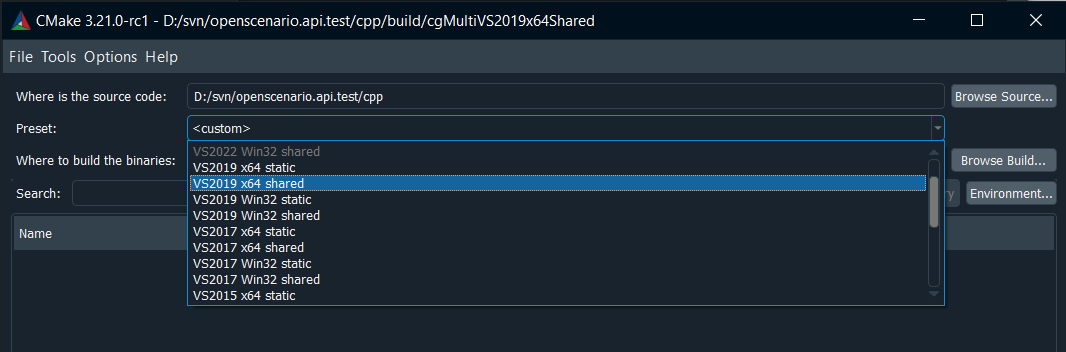 CMake 3.21.0-rc1 - D:/svn/openscenario.api.test/cpp/build/cgMultiVS2019x64Shared
File Tools Options Help
Where is the source code: D:/svn/openscenario.api.test/cpp Browse Source...
Preset: <custom>
VS2022 Win32 shared
Where to build the binaries: VS2019 x64 static Browse Build...
VS2019 x64 shared
Search: VS2019 Win32 static Environment...
VS2019 Win32 shared
Name VS2017 x64 static
VS2017 x64 shared
VS2017 Win32 static
VS2017 Win32 shared
VS2015 x64 static